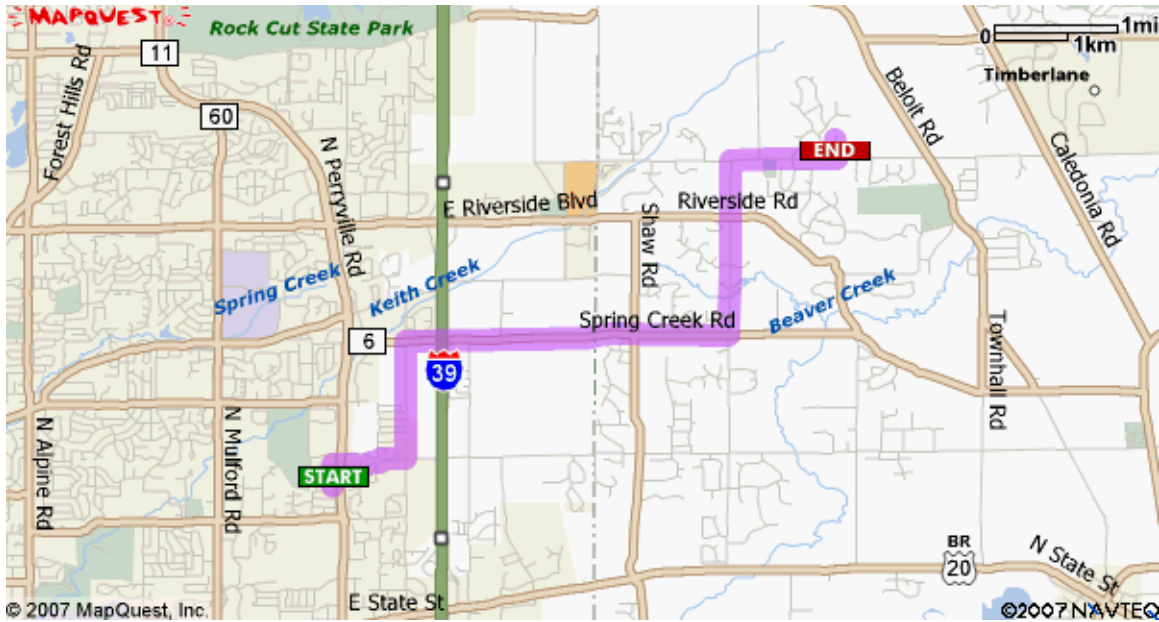 MAPQUEST
®
Rock Cut State Park
0
1mi
1km
Timberlane
11
60
Forest Hills Rd
N Perryville Rd
Beloit Rd
Caledonia Rd
END
E Riverside Blvd
Riverside Rd
Shaw Rd
Spring Creek
Keith Creek
Beaver Creek
Spring Creek Rd
6
39
Townhall Rd
N Alpine Rd
N Mulford Rd
START
BR
20
N State St
E State St
© 2007 MapQuest, Inc.
©2007 NAVTEQ